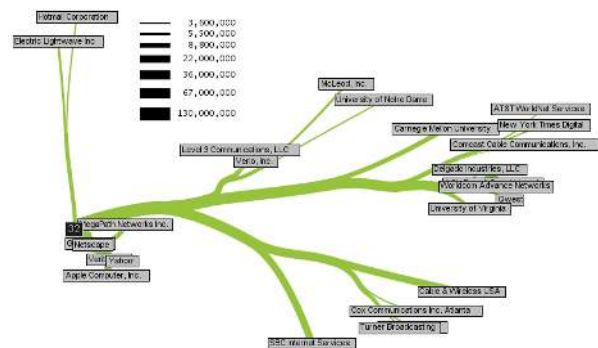 Hotmail Corporation
Electric Lightwave Inc
3,600,000
5,500,000
8,800,000
22,000,000
36,000,000
67,000,000
130,000,000
McLeod, Inc.
University of Notre Dame
AT&T WorldNet Services
New York Times Digital
Carnegie Mellon University
Comcast Cable Communications, Inc.
Level 3 Communications, LLC
Verio, Inc.
Delgado Industries, LLC
Worldcom Advance Networks
Qwest
University of Virginia
32
MegaPath Networks Inc.
Netscape
Yahoo!
Apple Computer, Inc.
Cable & Wireless USA
Cox Communications Inc. Atlanta
Turner Broadcasting
SBC Internet Services